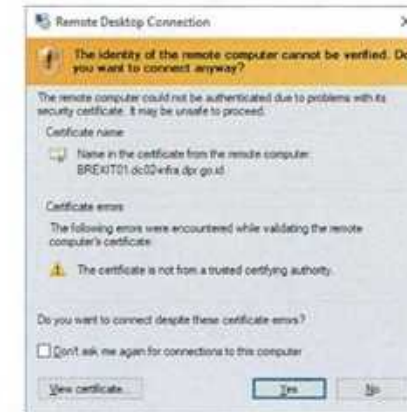 Remote Desktop Connection
The identity of the remote computer cannot be verified. Do
you want to connect anyway?
The remote computer could not be authenticated due to problems with its
security certificate. It may be unsafe to proceed.
Certificate name
Name in the certificate from the remote computer:
BREXIT01.dc02-infra.dpr.go.id
Certificate errors
The following errors were encountered while validating the remote
computer's certificate:
The certificate is not from a trusted certifying authority.
Do you want to connect despite these certificate errors?
Don't ask me again for connections to this computer
View certificate...
Yes
No